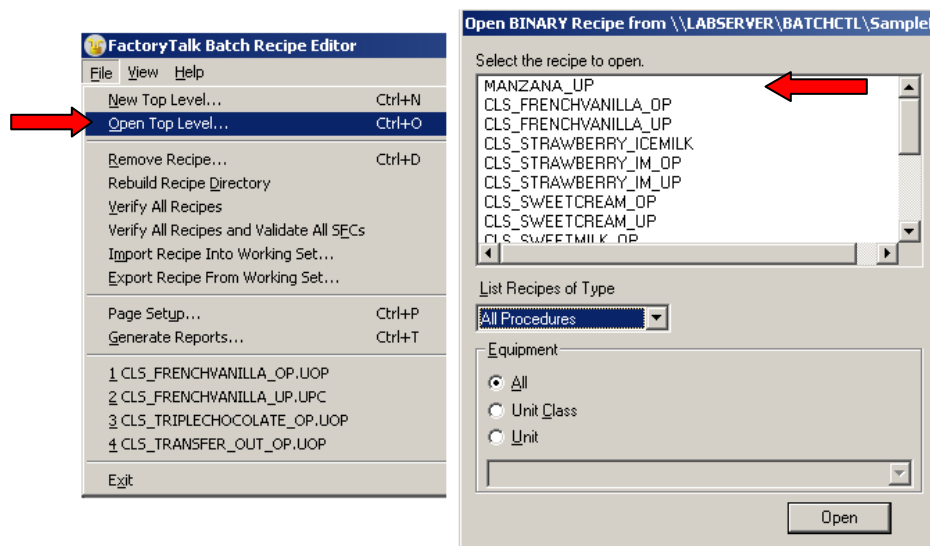 FactoryTalk Batch Recipe Editor
File View Help
New Top Level... Ctrl+N
Open Top Level... Ctrl+O
Remove Recipe... Ctrl+D
Rebuild Recipe Directory
Verify All Recipes
Verify All Recipes and Validate All SFCs
Import Recipe Into Working Set...
Export Recipe From Working Set...
Page Setup... Ctrl+P
Generate Reports... Ctrl+T
1 CLS_FRENCHVANILLA_OP.UOP
2 CLS_FRENCHVANILLA_UP.UPC
3 CLS_TRIPLECHOCOLATE_OP.UOP
4 CLS_TRANSFER_OUT_OP.UOP
Exit
Open BINARY Recipe from \\LABSERVER\BATCHCTL\Sample
Select the recipe to open.
MANZANA_UP
CLS_FRENCHVANILLA_OP
CLS_FRENCHVANILLA_UP
CLS_STRAWBERRY_ICEMILK
CLS_STRAWBERRY_IM_OP
CLS_STRAWBERRY_IM_UP
CLS_SWEETCREAM_OP
CLS_SWEETCREAM_UP
CLS_SWEETMILK_OP
List Recipes of Type
All Procedures
Equipment
All
Unit Class
Unit
Open